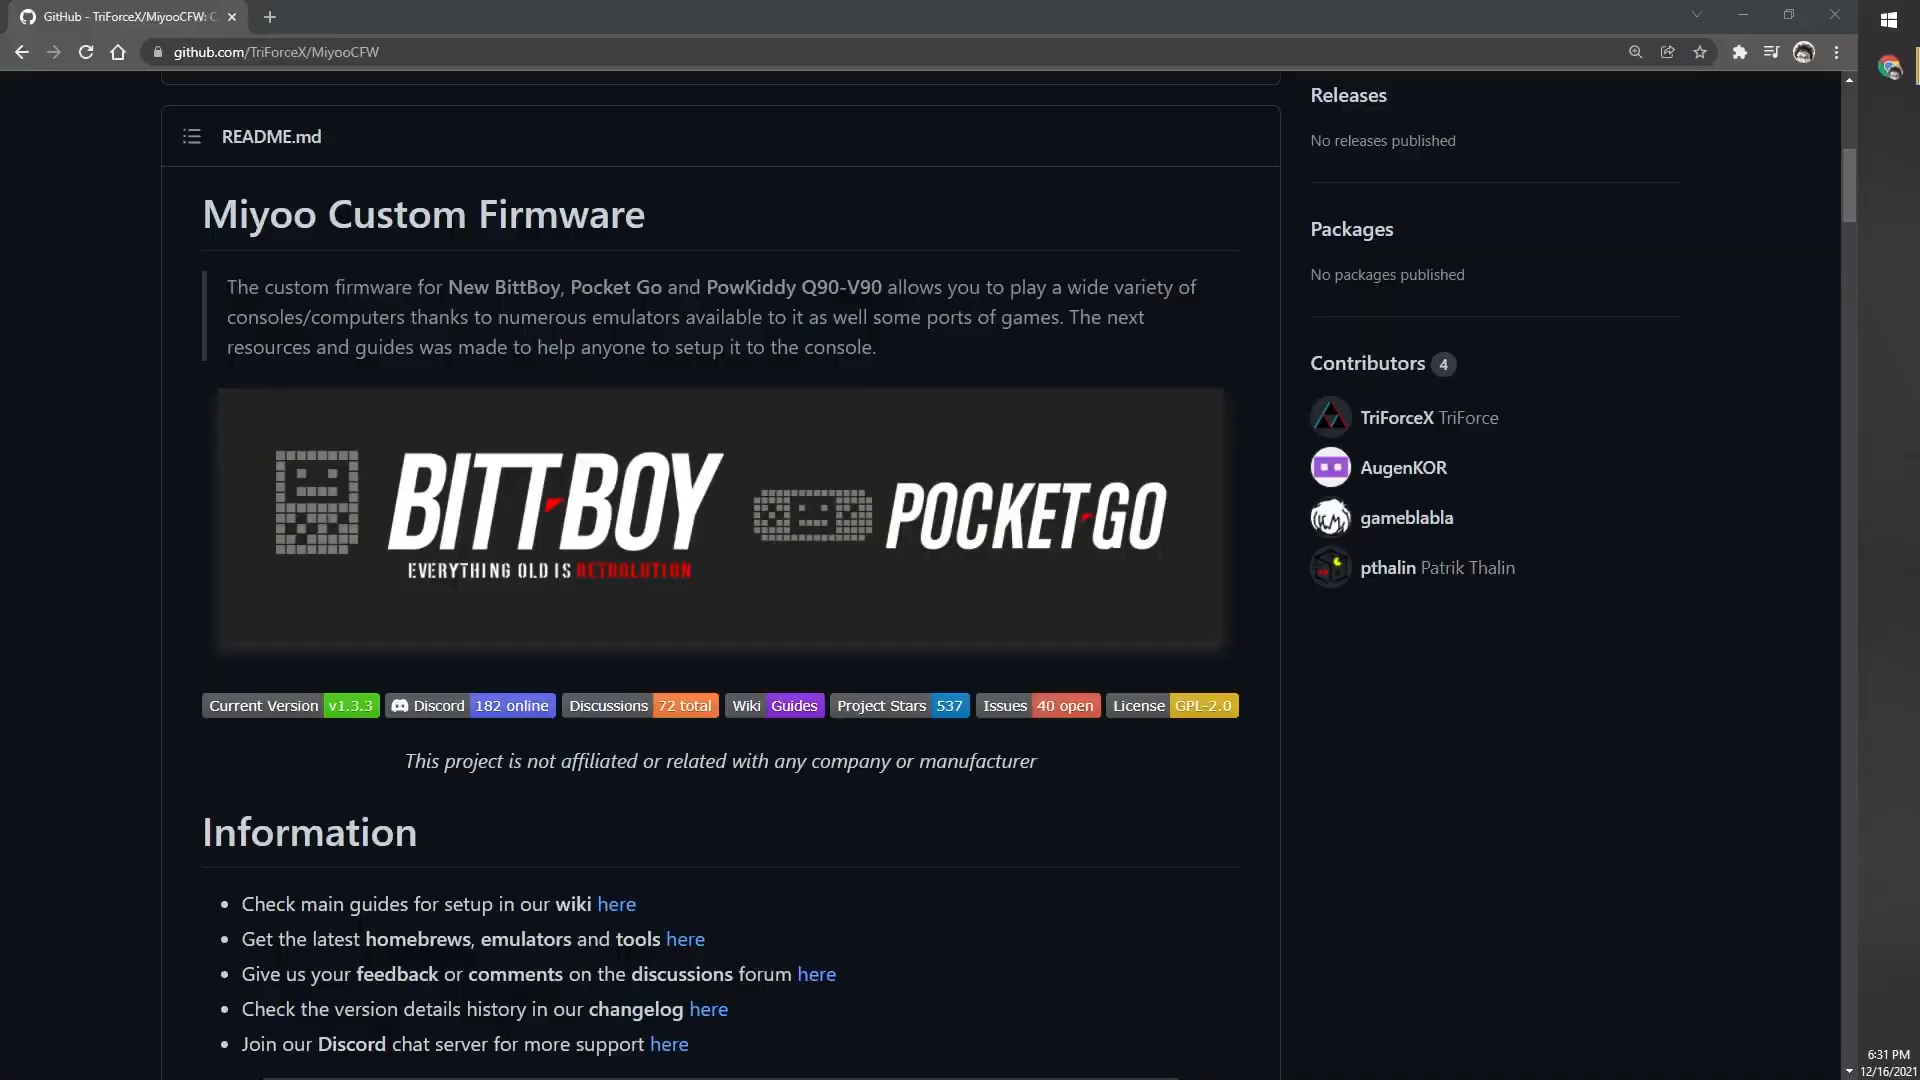 GitHub - TriForceX/MiyooCFW: C
github.com/TriForceX/MiyooCFW
README.md
Miyoo Custom Firmware
The custom firmware for New BittBoy, Pocket Go and PowKiddy Q90-V90 allows you to play a wide variety of
consoles/computers thanks to numerous emulators available to it as well some ports of games. The next
resources and guides was made to help anyone to setup it to the console.
BITT-BOY
EVERYTHING OLD IS RETROLUTION
POCKET-GO
Current Version v1.3.3 Discord 182 online Discussions 72 total Wiki Guides Project Stars 537 Issues 40 open License GPL-2.0
This project is not affiliated or related with any company or manufacturer
Information
• Check main guides for setup in our wiki here
• Get the latest homebrews, emulators and tools here
• Give us your feedback or comments on the discussions forum here
• Check the version details history in our changelog here
• Join our Discord chat server for more support here
Releases
No releases published
Packages
No packages published
Contributors 4
TriForceX TriForce
AugenKOR
gameblabla
pthalin Patrik Thalin
6:31 PM
12/16/2021